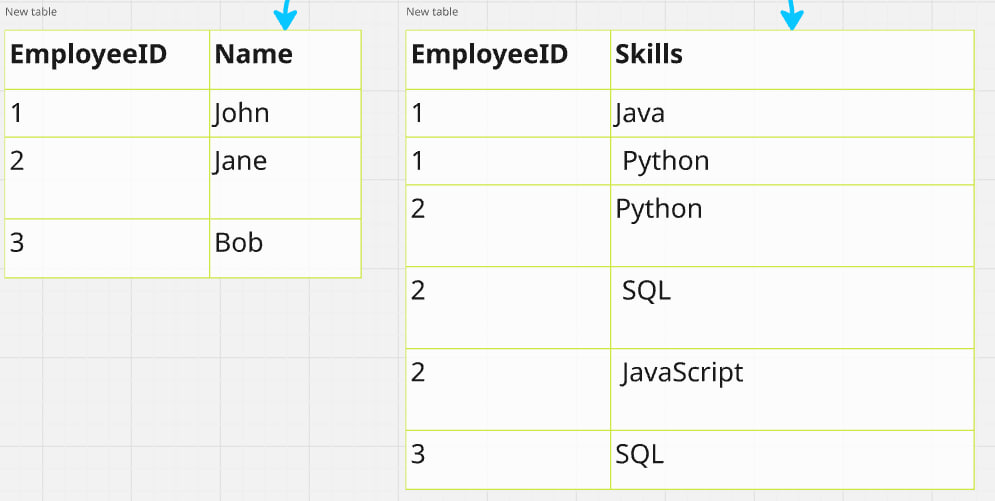 New table
EmployeeID Name
1 John
2 Jane
3 Bob
New table
EmployeeID Skills
1 Java
1 Python
2 Python
2 SQL
2 JavaScript
3 SQL